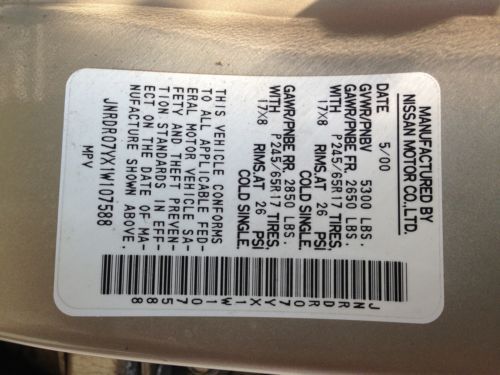 MANUFACTURED BY
NISSAN MOTOR CO.,LTD.
DATE 5/00
GVWR/PNBV 5300 LBS.
GAWR/PNBE FR. 2650 LBS.
WITH P245/65R17 TIRES,
17X8 RIMS,AT 26 PSI
COLD SINGLE.
GAWR/PNBE RR. 2850 LBS.
WITH P245/65R17 TIRES,
17X8 RIMS,AT 26 PSI
COLD SINGLE.
THIS VEHICLE CONFORMS
TO ALL APPLICABLE FED-
ERAL MOTOR VEHICLE SA-
FETY AND THEFT PREVEN-
TION STANDARDS IN EFF-
ECT ON THE DATE OF MA-
NUFACTURE SHOWN ABOVE.
JNRDR07YX1W107588
MPV
JNRDR07YX1W107588